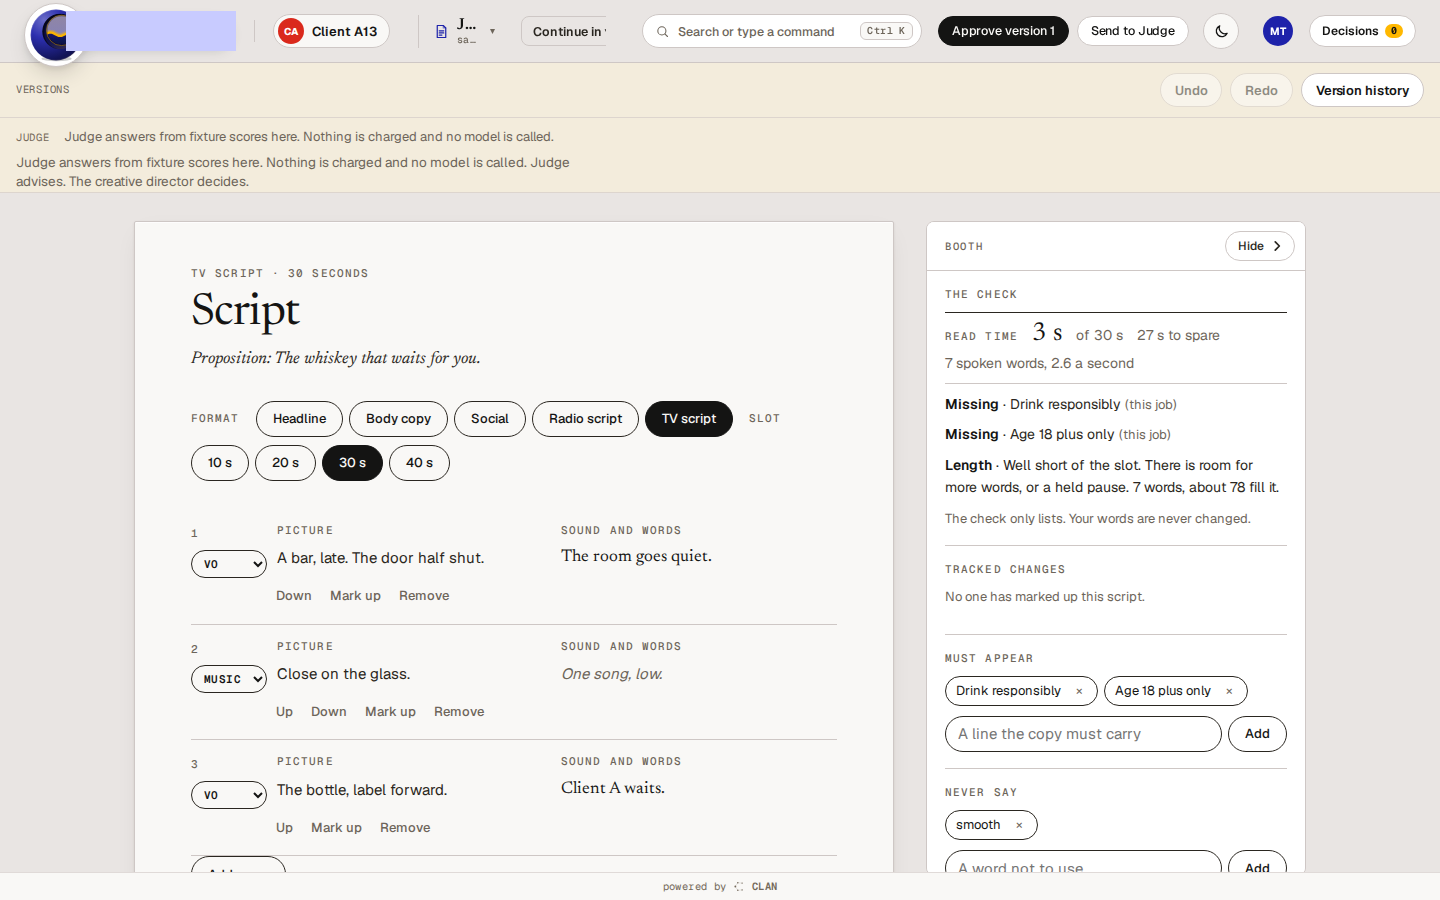 CA Client A13
J...
sa...
Continue in
Search or type a command Ctrl K
Approve version 1
Send to Judge
MT
Decisions 0
VERSIONS
Undo Redo Version history
JUDGE Judge answers from fixture scores here. Nothing is charged and no model is called.
Judge answers from fixture scores here. Nothing is charged and no model is called. Judge
advises. The creative director decides.
TV SCRIPT · 30 SECONDS
Script
Proposition: The whiskey that waits for you.
FORMAT Headline Body copy Social Radio script TV script SLOT
10 s 20 s 30 s 40 s
1 PICTURE SOUND AND WORDS
VO A bar, late. The door half shut. The room goes quiet.
Down Mark up Remove
2 PICTURE SOUND AND WORDS
MUSIC Close on the glass. One song, low.
Up Down Mark up Remove
3 PICTURE SOUND AND WORDS
VO The bottle, label forward. Client A waits.
Up Mark up Remove
BOOTH Hide
THE CHECK
READ TIME 3 s of 30 s 27 s to spare
7 spoken words, 2.6 a second
Missing · Drink responsibly (this job)
Missing · Age 18 plus only (this job)
Length · Well short of the slot. There is room for
more words, or a held pause. 7 words, about 78 fill it.
The check only lists. Your words are never changed.
TRACKED CHANGES
No one has marked up this script.
MUST APPEAR
Drink responsibly × Age 18 plus only ×
A line the copy must carry Add
NEVER SAY
smooth ×
A word not to use Add
powered by CLAN